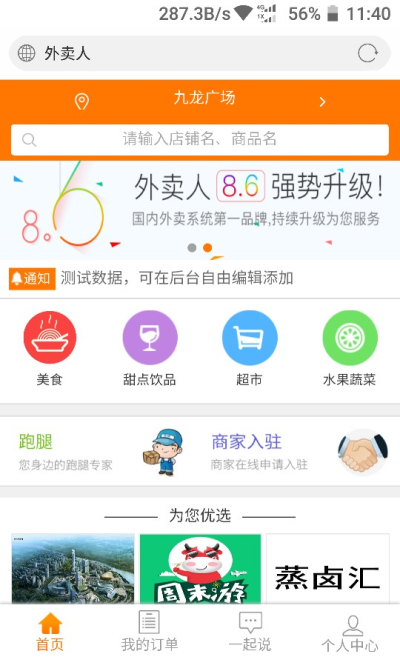 287.3B/s 4G 1X 56% 11:40
外卖人
九龙广场
请输入店铺名、商品名
8.6
外卖人 8.6 强势升级!
国内外卖系统第一品牌,持续升级为您服务
通知 测试数据，可在后台自由编辑添加
美食 甜点饮品 超市 水果蔬菜
跑腿 商家入驻
您身边的跑腿专家 商家在线申请入驻
为您优选
周末游 蒸卤汇
首页 我的订单 一起说 个人中心